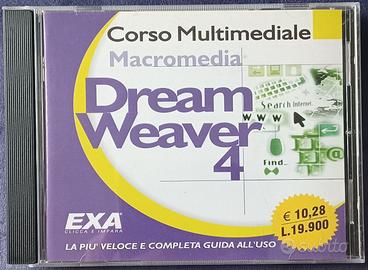 Corso Multimediale
Macromedia
Dream
Weaver
4
Search Internet
WWW
Find...
EXA
CLICCA E IMPARA
€ 10,28
L. 19.900
LA PIU' VELOCE E COMPLETA GUIDA ALL'USO
subito